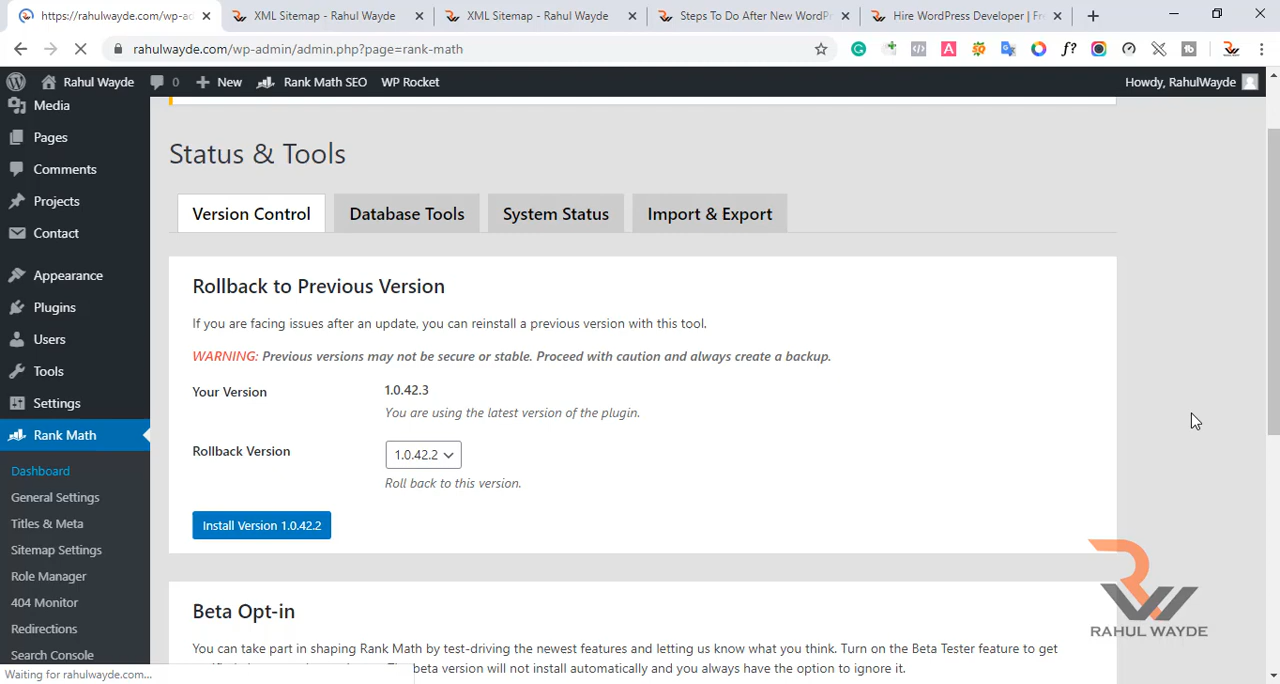 https://rahulwayde.com/wp-ad
XML Sitemap - Rahul Wayde
XML Sitemap - Rahul Wayde
Steps To Do After New WordPr
Hire WordPress Developer | Fr
rahulwayde.com/wp-admin/admin.php?page=rank-math
Rahul Wayde
0
New
Rank Math SEO
WP Rocket
Howdy, RahulWayde
Media
Pages
Comments
Projects
Contact
Appearance
Plugins
Users
Tools
Settings
Rank Math
Dashboard
General Settings
Titles & Meta
Sitemap Settings
Role Manager
404 Monitor
Redirections
Search Console
Status & Tools
Version Control
Database Tools
System Status
Import & Export
Rollback to Previous Version
If you are facing issues after an update, you can reinstall a previous version with this tool.
WARNING: Previous versions may not be secure or stable. Proceed with caution and always create a backup.
Your Version
1.0.42.3
You are using the latest version of the plugin.
Rollback Version
1.0.42.2
Roll back to this version.
Install Version 1.0.42.2
Beta Opt-in
You can take part in shaping Rank Math by test-driving the newest features and letting us know what you think. Turn on the Beta Tester feature to get
beta version will not install automatically and you always have the option to ignore it.
RAHUL WAYDE
Waiting for rahulwayde.com...